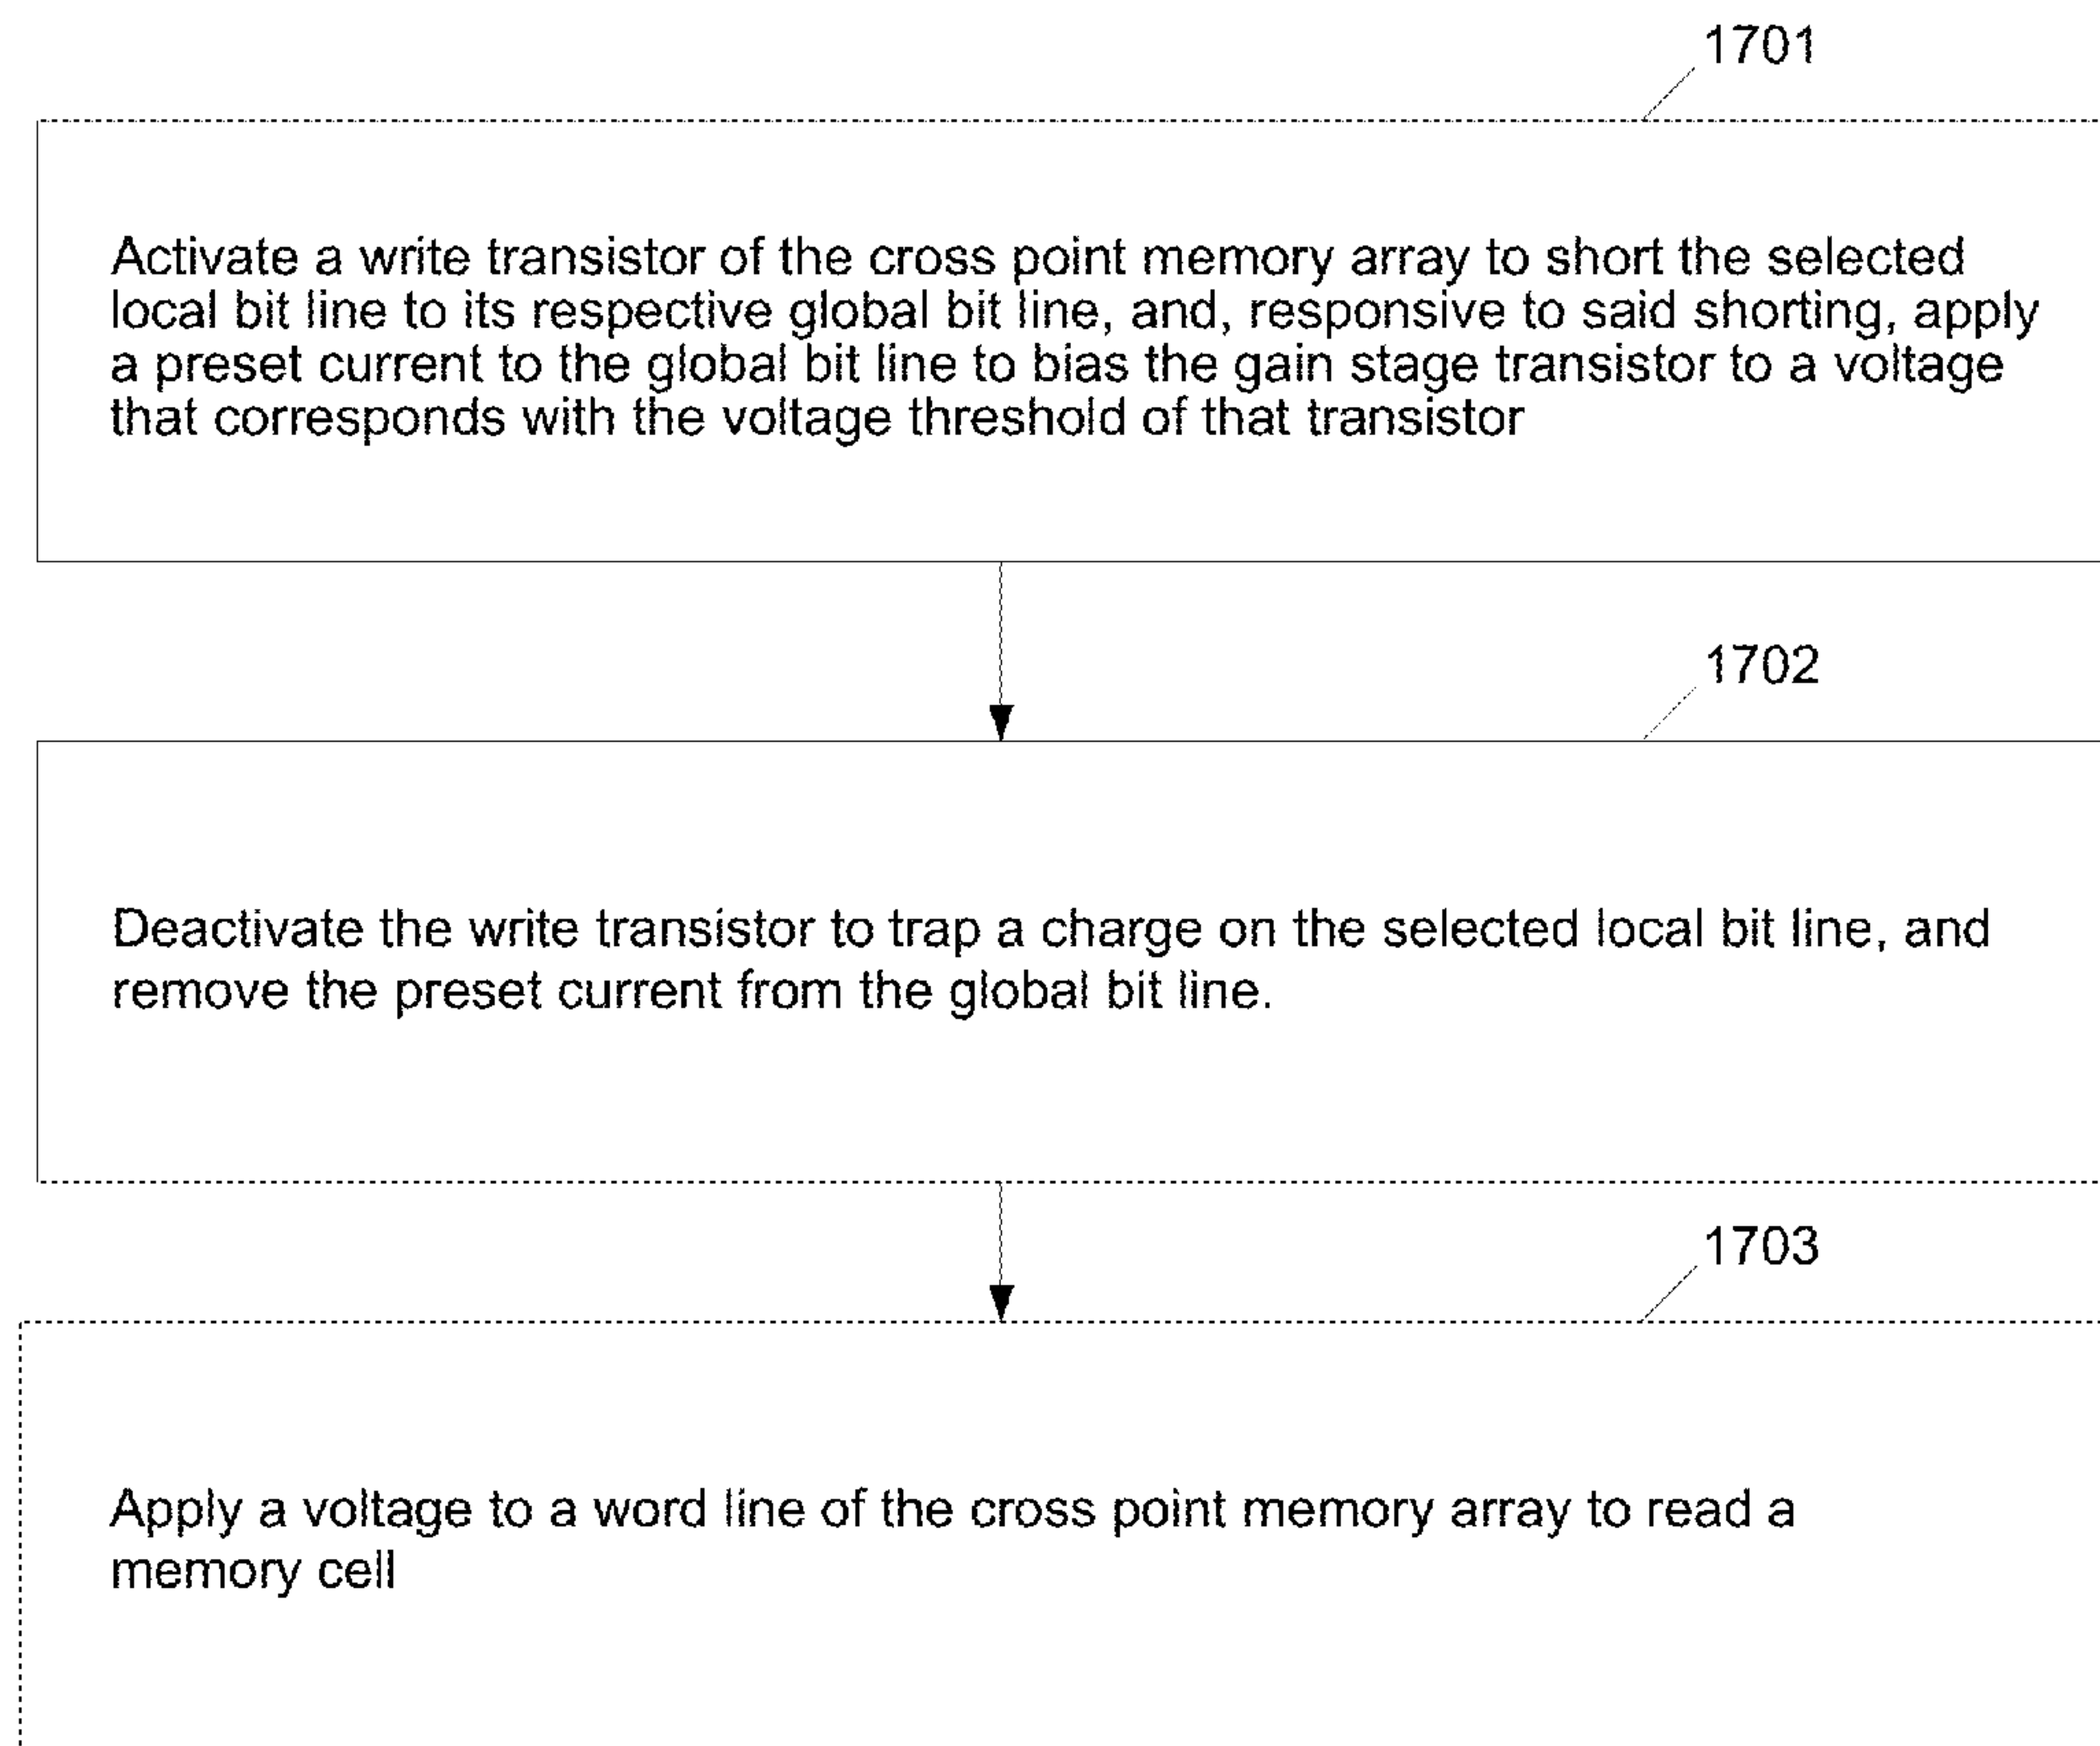 1701
Activate a write transistor of the cross point memory array to short the selected
local bit line to its respective global bit line, and, responsive to said shorting, apply
a preset current to the global bit line to bias the gain stage transistor to a voltage
that corresponds with the voltage threshold of that transistor
1702
Deactivate the write transistor to trap a charge on the selected local bit line, and
remove the preset current from the global bit line.
1703
Apply a voltage to a word line of the cross point memory array to read a
memory cell